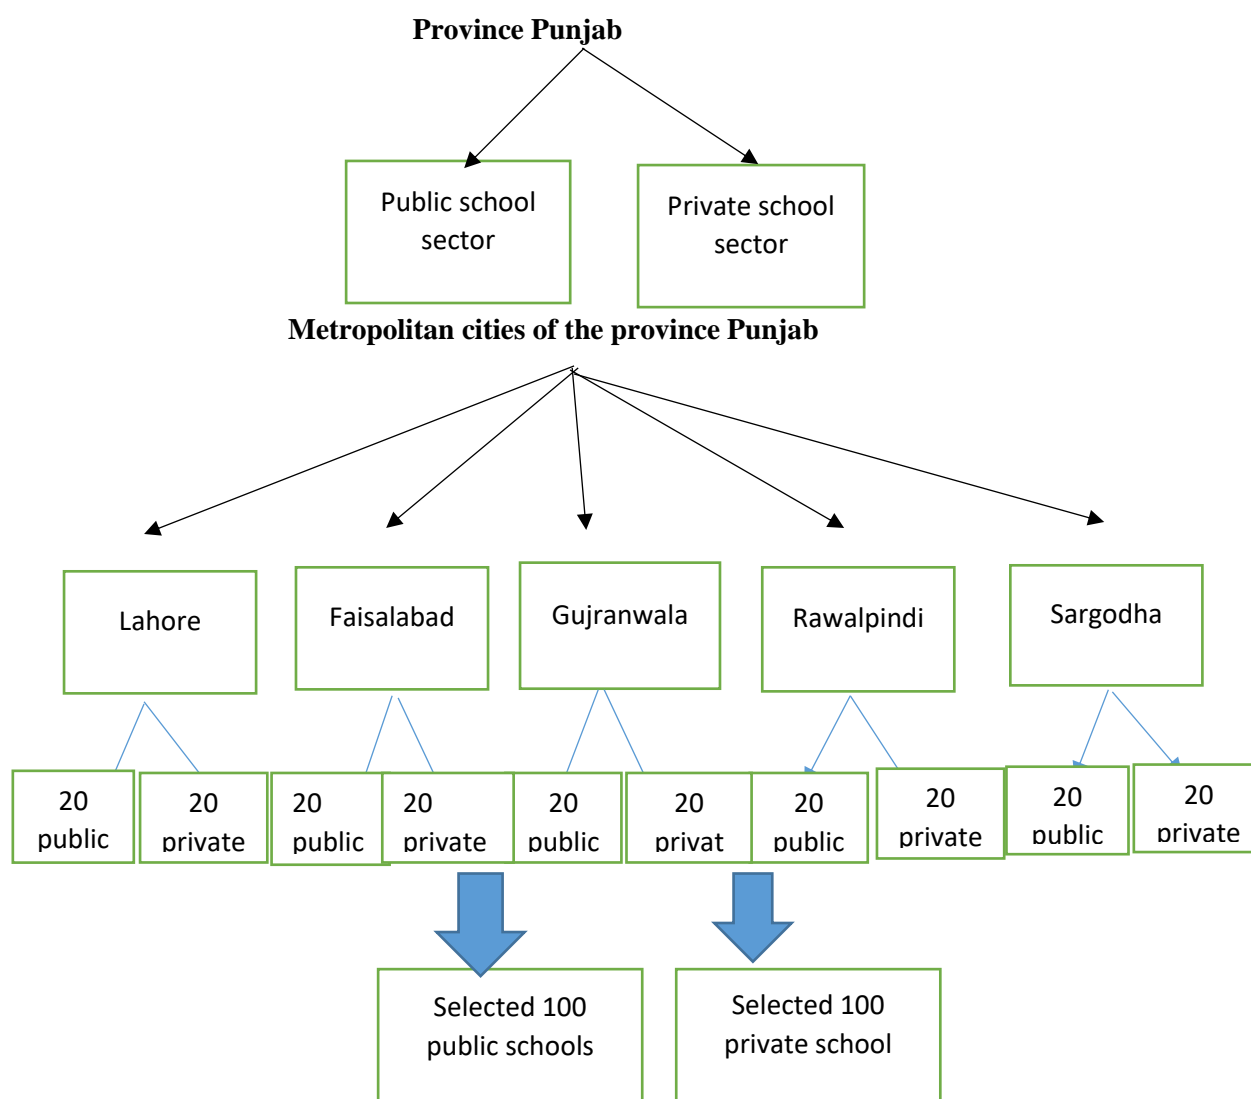 Province Punjab
Public school
sector
Private school
sector
Metropolitan cities of the province Punjab
Lahore
Faisalabad
Gujranwala
Rawalpindi
Sargodha
20
public
20
private
20
public
20
private
20
public
20
privat
20
public
20
private
20
public
20
private
Selected 100
public schools
Selected 100
private school